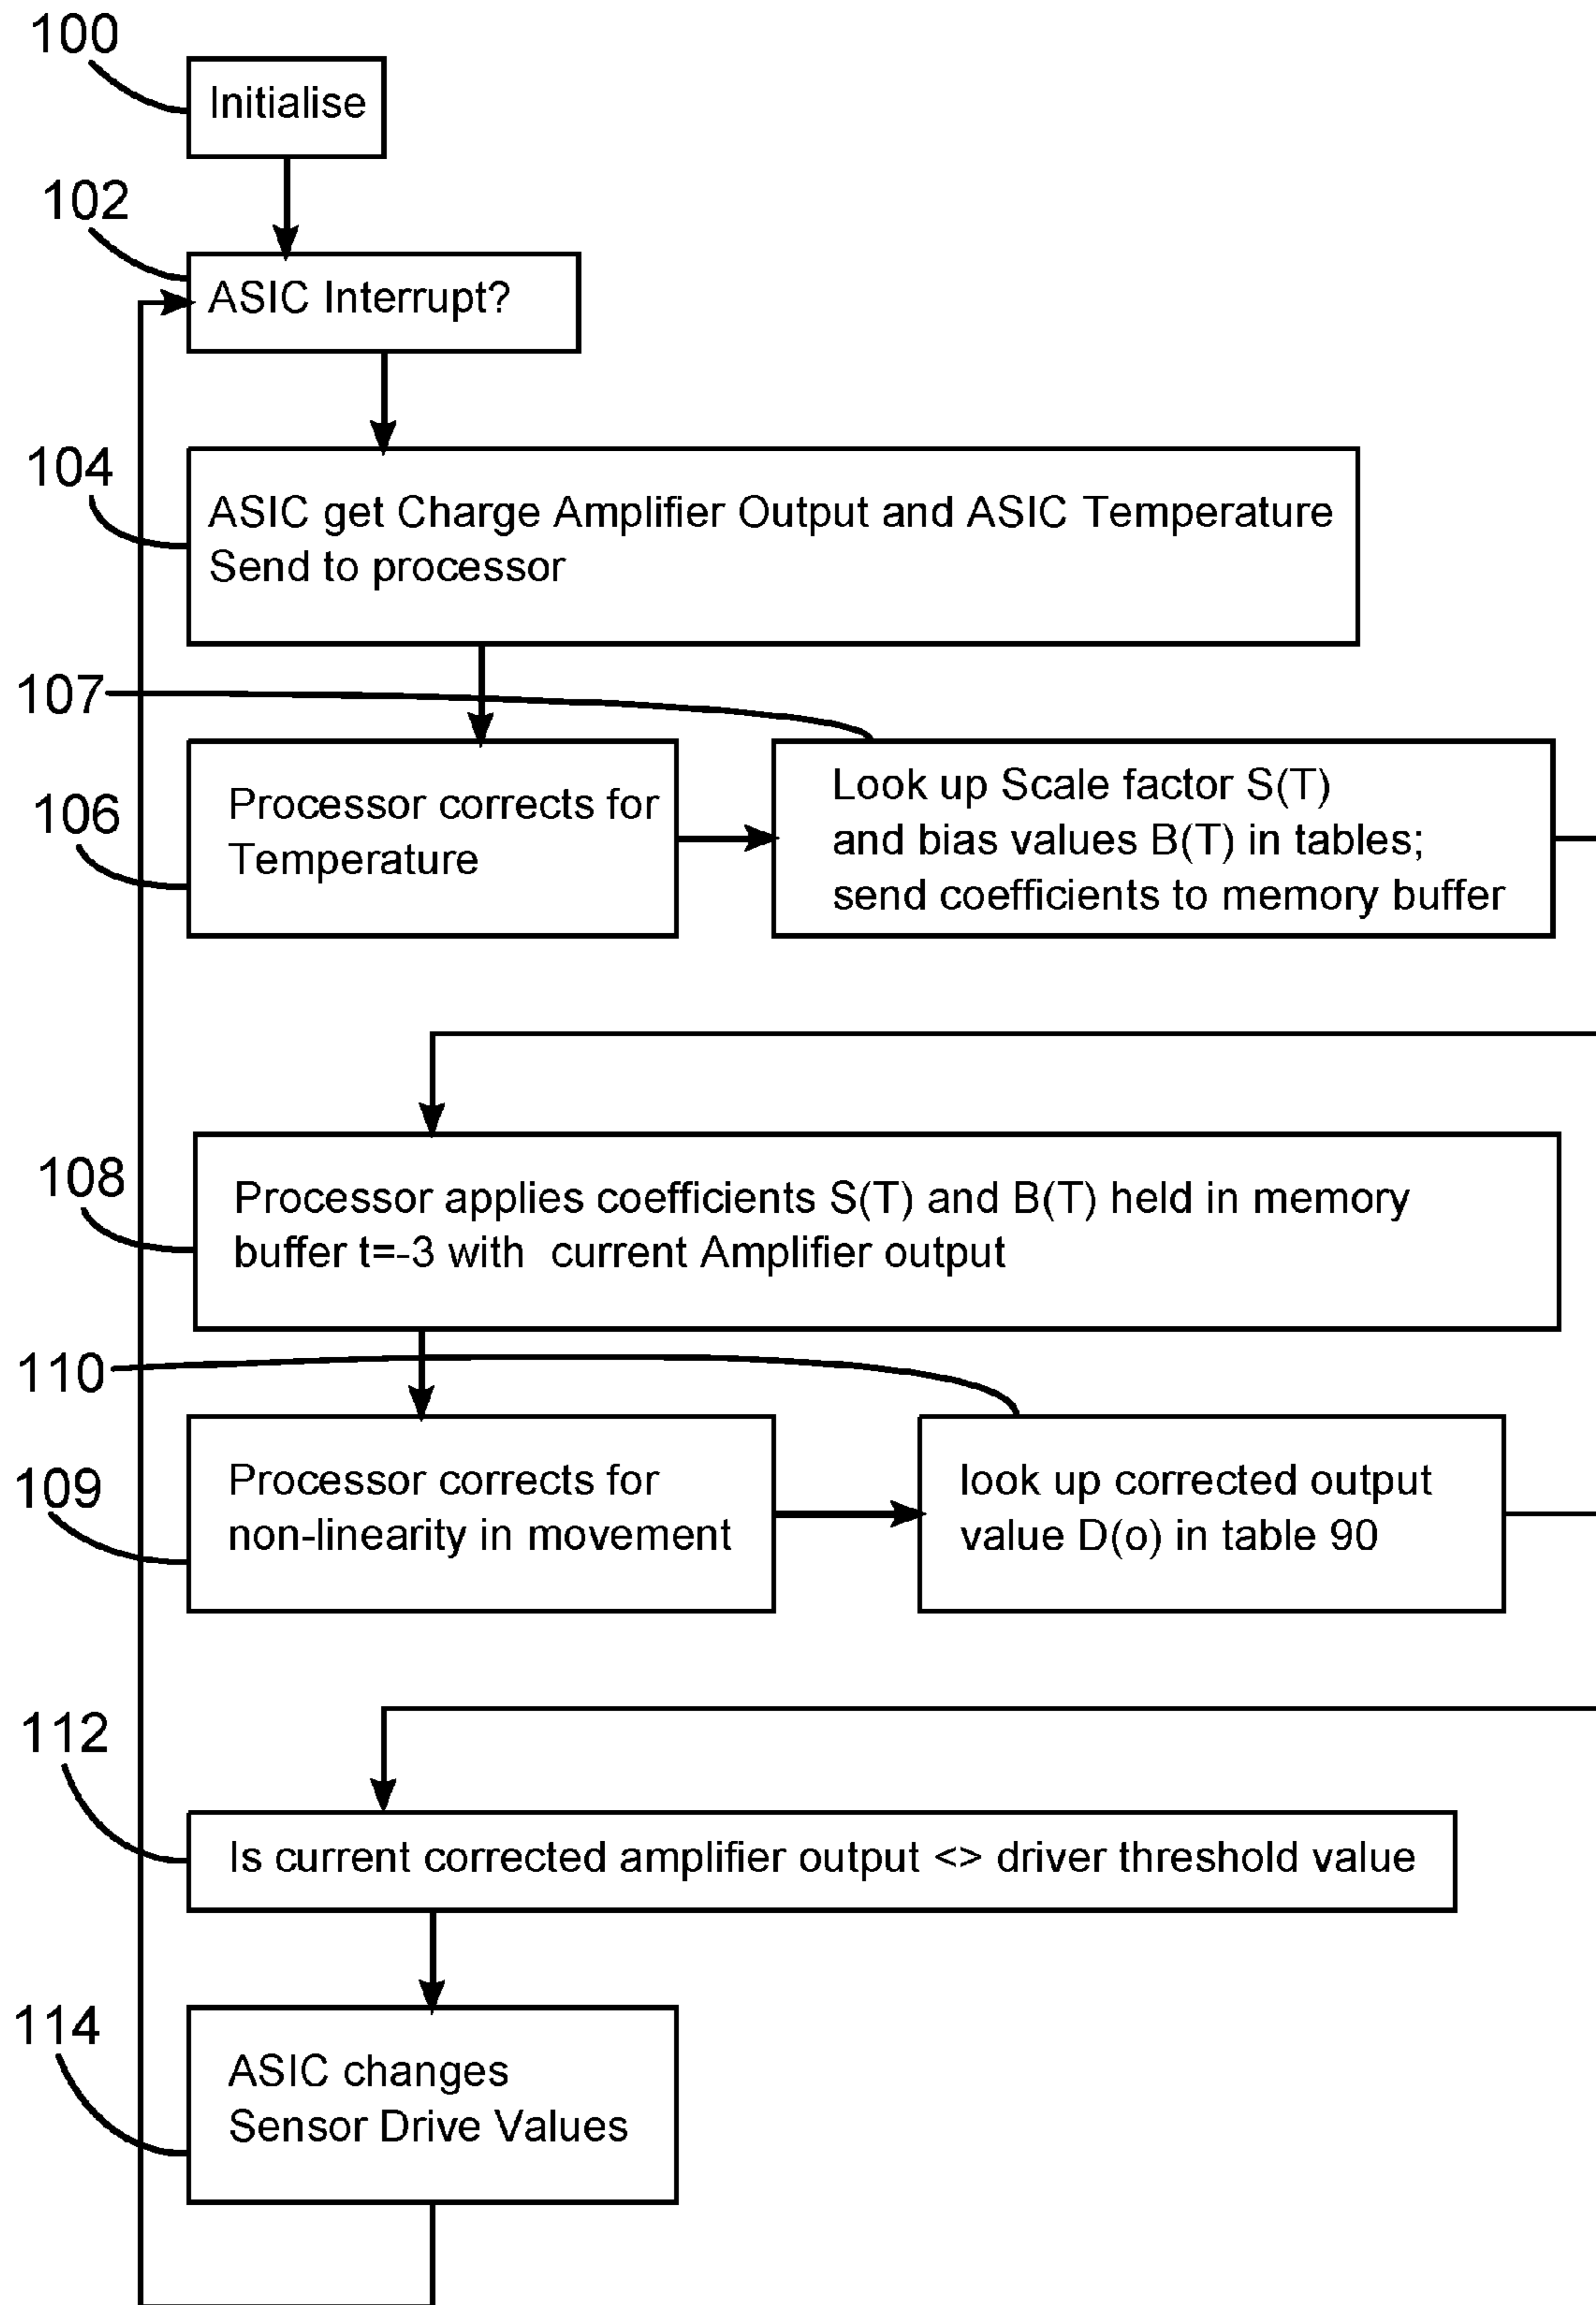 100
Initialise
102
ASIC Interrupt?
104
ASIC get Charge Amplifier Output and ASIC Temperature
Send to processor
107
106
Processor corrects for
Temperature
Look up Scale factor S(T)
and bias values B(T) in tables;
send coefficients to memory buffer
108
Processor applies coefficients S(T) and B(T) held in memory
buffer t=-3 with  current Amplifier output
110
109
Processor corrects for
non-linearity in movement
look up corrected output
value D(o) in table 90
112
Is current corrected amplifier output <> driver threshold value
114
ASIC changes
Sensor Drive Values